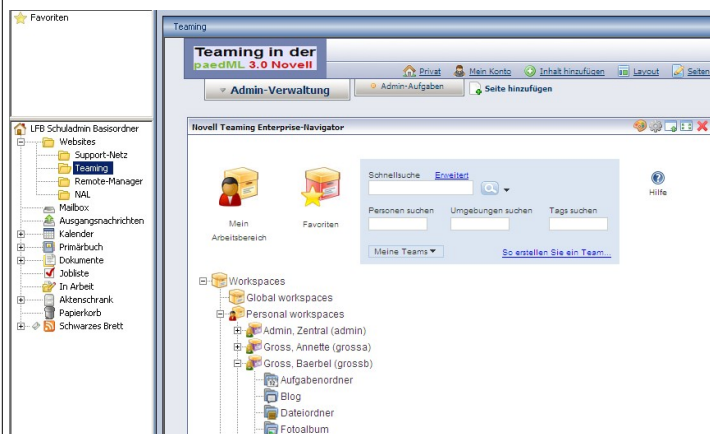 Favoriten
LFB Schuladmin Basisordner
Websites
Support-Netz
Teaming
Remote-Manager
NAL
Mailbox
Ausgangsnachrichten
Kalender
Primärbuch
Dokumente
Jobliste
In Arbeit
Aktenschrank
Papierkorb
Schwarzes Brett
Teaming
Teaming in der
paedML 3.0 Novell
Privat Mein Konto Inhalt hinzufügen Layout Seiten
Admin-Verwaltung Admin-Aufgaben Seite hinzufügen
Novell Teaming Enterprise-Navigator
Mein Arbeitsbereich
Favoriten
Schnellsuche Erweitert
Personen suchen Umgebungen suchen Tags suchen
Meine Teams So erstellen Sie ein Team...
Hilfe
Workspaces
Global workspaces
Personal workspaces
Admin, Zentral (admin)
Gross, Annette (grossa)
Gross, Baerbel (grossb)
Aufgabenordner
Blog
Dateiordner
Fotoalbum